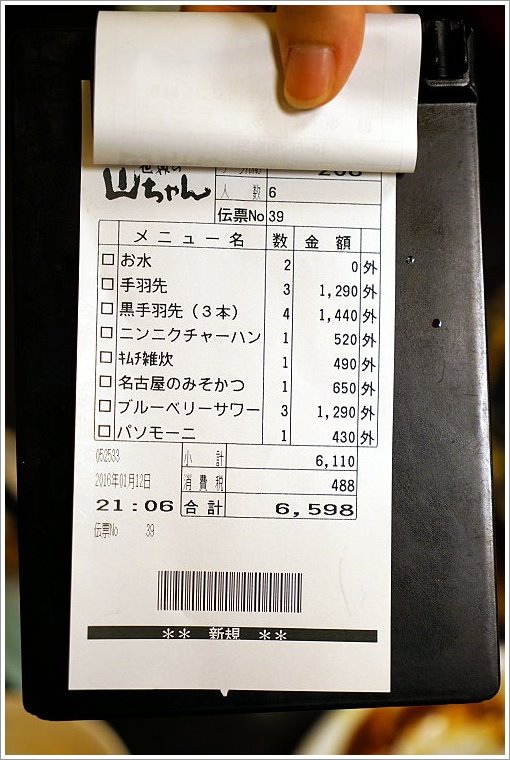 山ちゃん
人数 6
伝票No 39
メニュー名 数 金額
お水 2 0 外
手羽先 3 1,290 外
黒手羽先(3本) 4 1,440 外
ニンニクチャーハン 1 520 外
ｷﾑﾁ雑炊 1 490 外
名古屋のみそかつ 1 650 外
ブルーベリーサワー 3 1,290 外
パソモーニ 1 430 外
052533 小計 6,110
2016年01月12日 消費税 488
21:06 合計 6,598
伝票No 39
** 新規 **